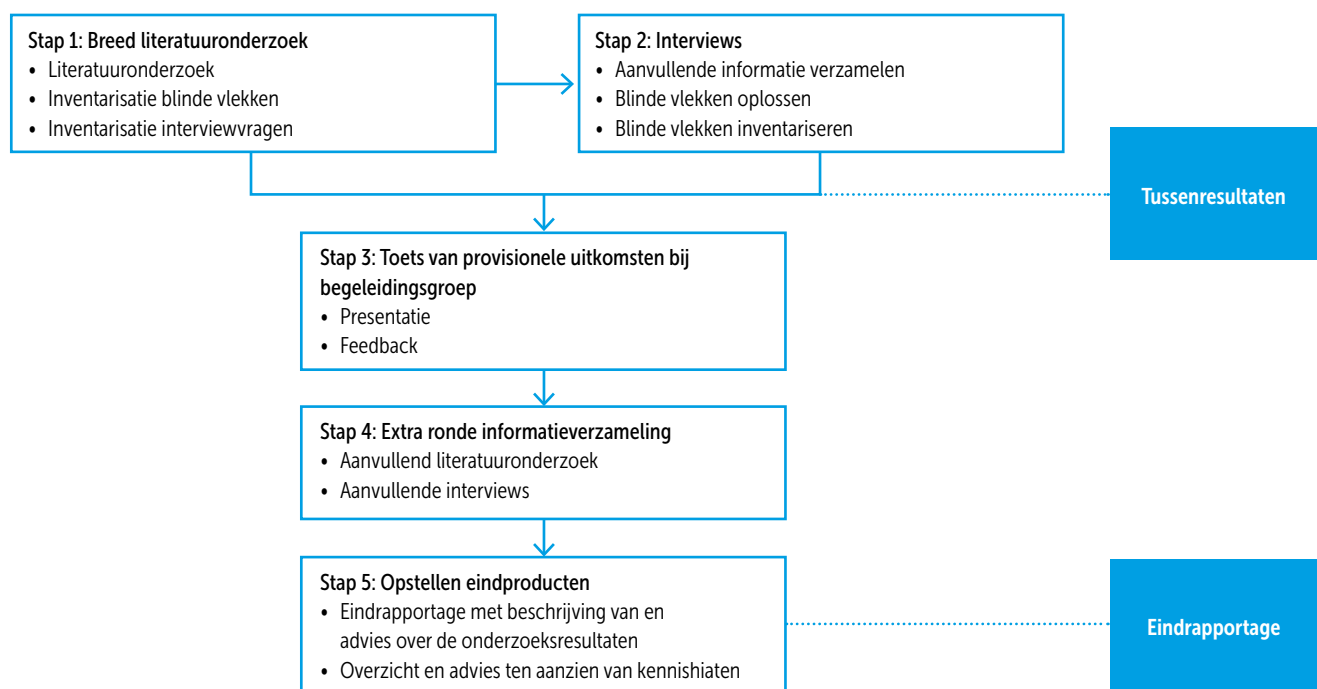 Stap 1: Breed literatuuronderzoek
• Literatuuronderzoek
• Inventarisatie blinde vlekken
• Inventarisatie interviewvragen
Stap 2: Interviews
• Aanvullende informatie verzamelen
• Blinde vlekken oplossen
• Blinde vlekken inventariseren
Tussenresultaten
Stap 3: Toets van provisionele uitkomsten bij
begeleidingsgroep
• Presentatie
• Feedback
Stap 4: Extra ronde informatieverzameling
• Aanvullend literatuuronderzoek
• Aanvullende interviews
Stap 5: Opstellen eindproducten
• Eindrapportage met beschrijving van en
advies over de onderzoeksresultaten
• Overzicht en advies ten aanzien van kennishiaten
Eindrapportage